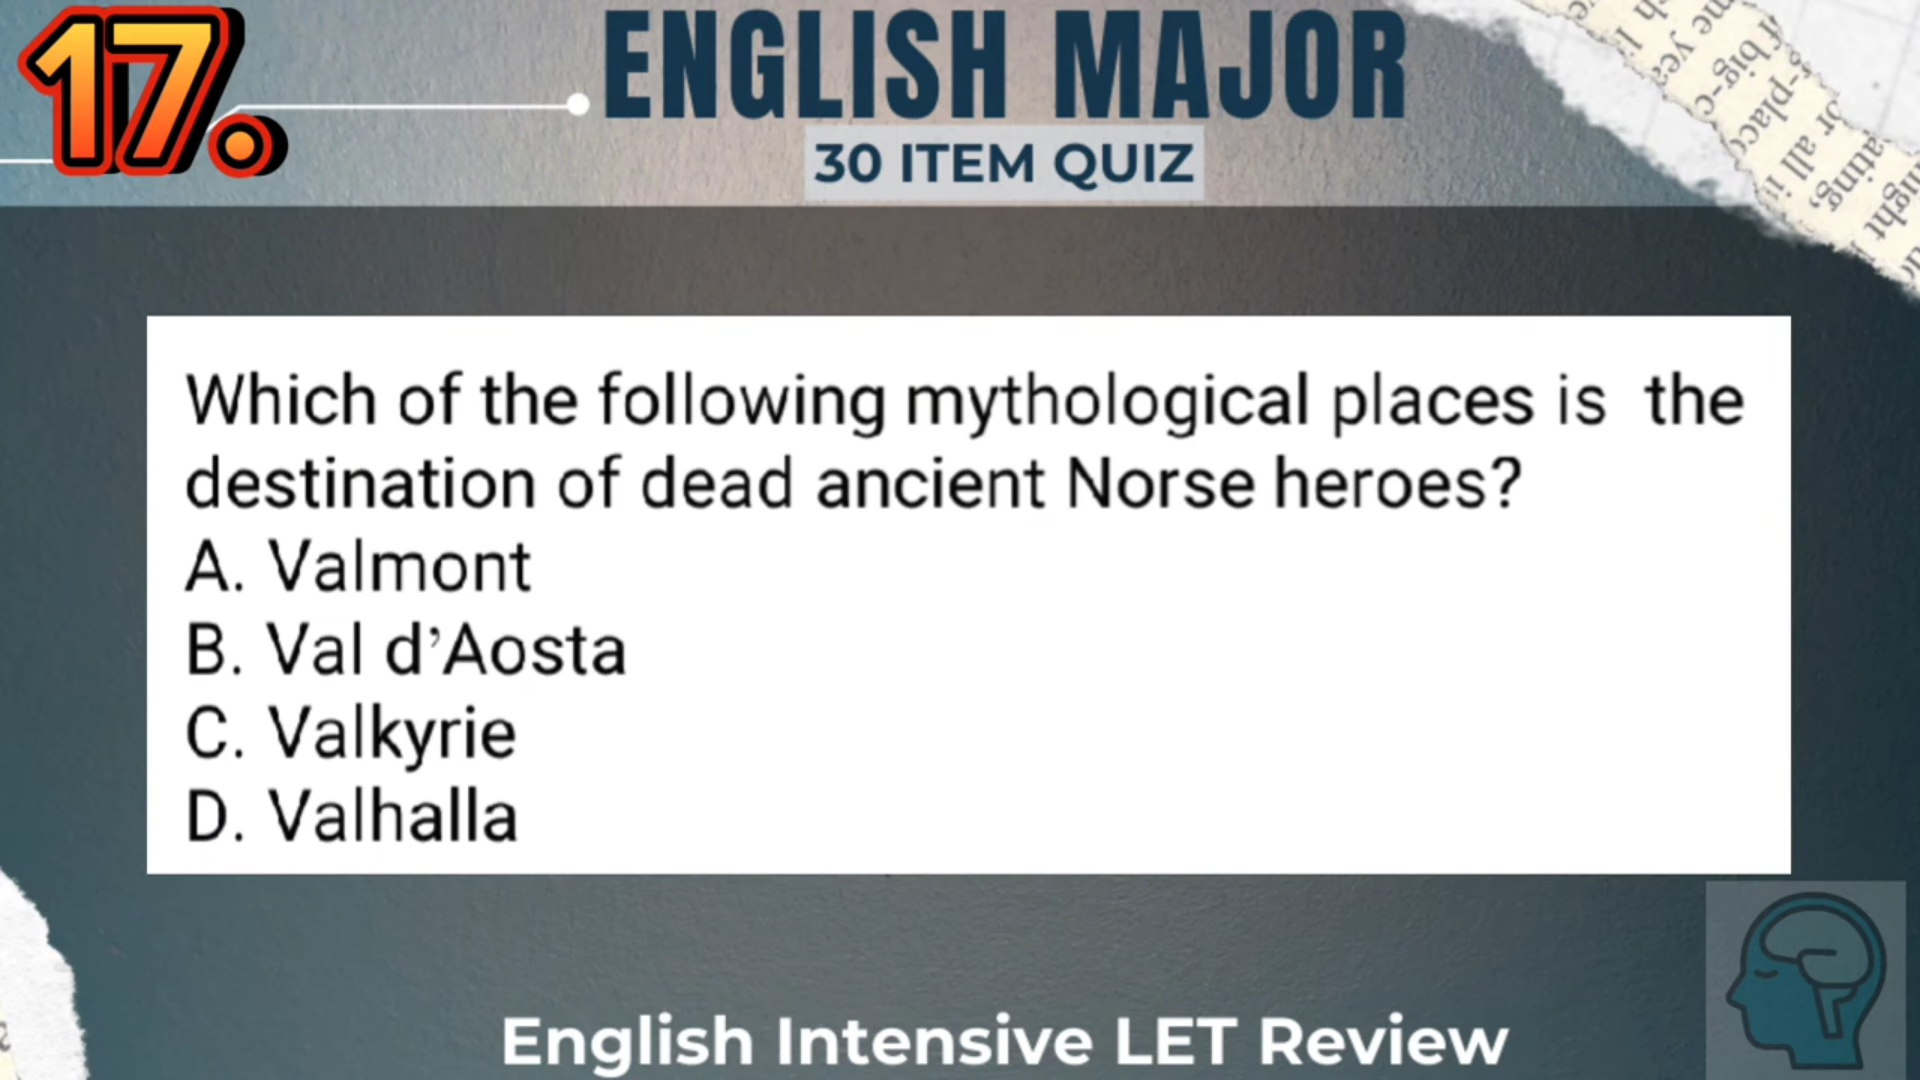 17.
ENGLISH MAJOR
30 ITEM QUIZ
Which of the following mythological places is the
destination of dead ancient Norse heroes?
A. Valmont
B. Val d’Aosta
C. Valkyrie
D. Valhalla
English Intensive LET Review